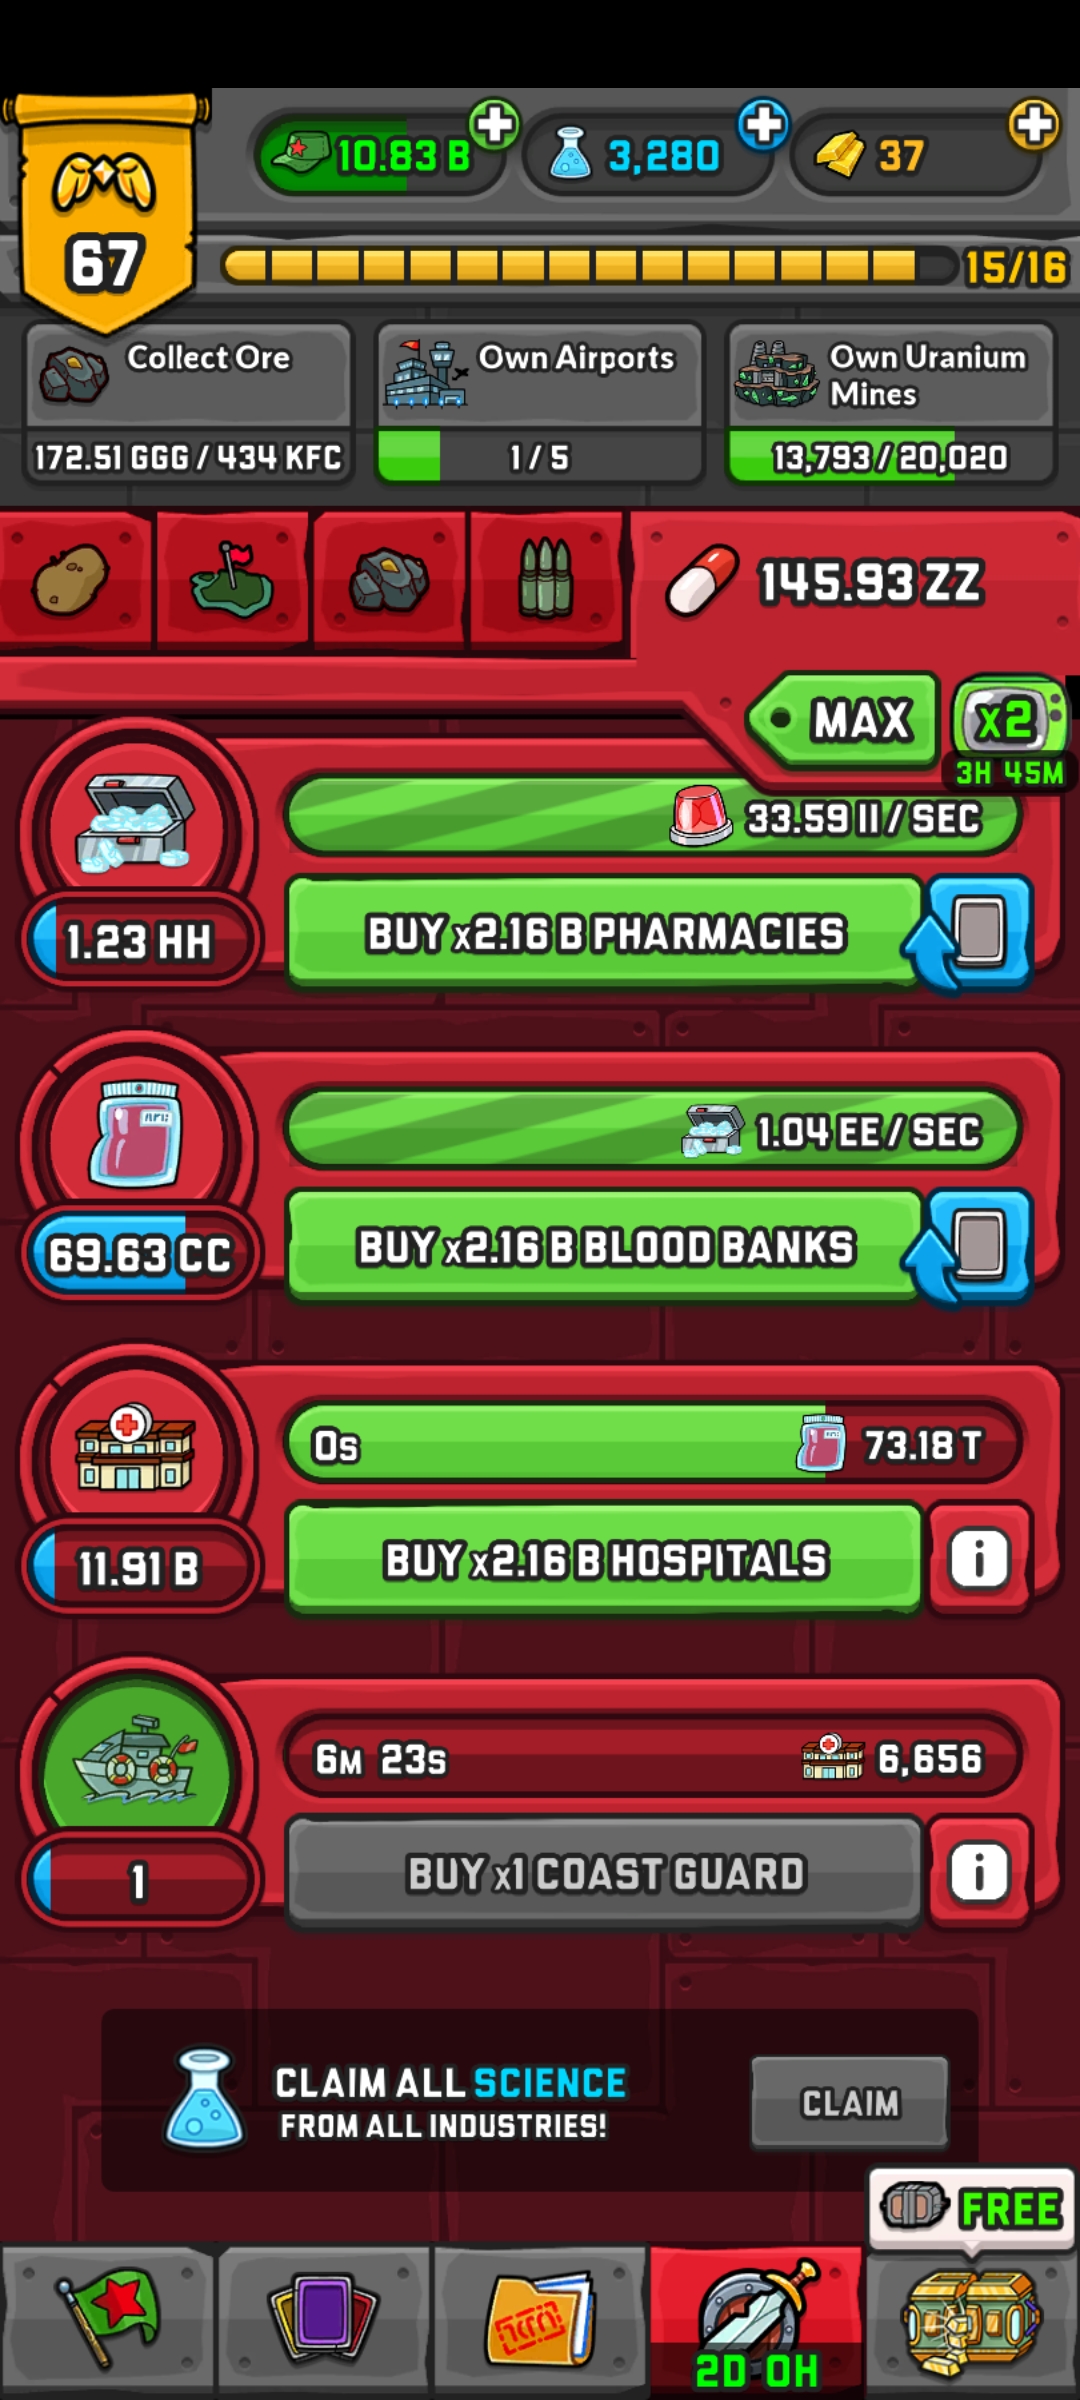 10.83 B
3,280
37
67
15/16
Collect Ore
Own Airports
Own Uranium
Mines
172.51 GGG / 434 KFC
1 / 5
13,793 / 20,020
145.93 ZZ
MAX
x2
3H 45M
33.59 II / SEC
1.23 HH
BUY x2.16 B PHARMACIES
1.04 EE / SEC
69.63 CC
BUY x2.16 B BLOOD BANKS
0s
73.18 T
11.91 B
BUY x2.16 B HOSPITALS
i
6M 23s
6,656
1
BUY x1 COAST GUARD
i
CLAIM ALL SCIENCE
FROM ALL INDUSTRIES!
CLAIM
FREE
2D 0H